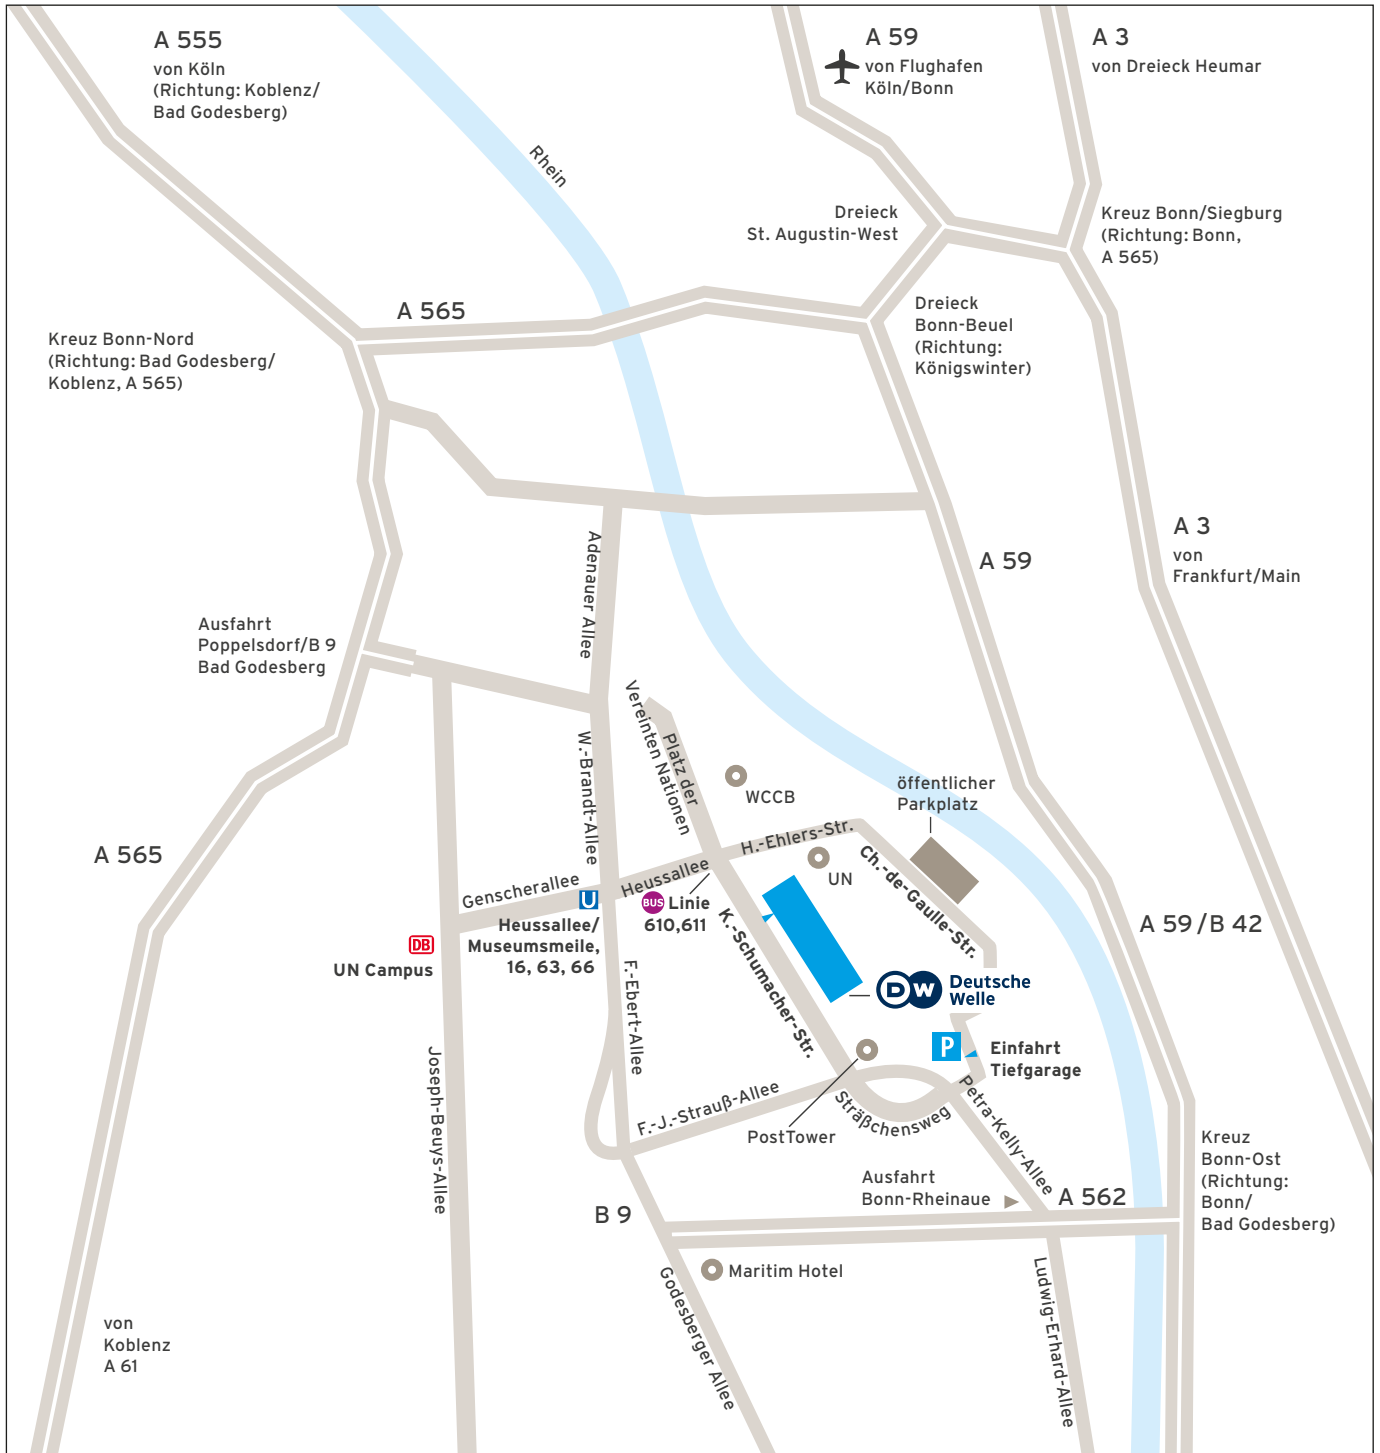 A 555
von Köln
(Richtung: Koblenz/
Bad Godesberg)
A 59
von Flughafen
Köln/Bonn
A 3
von Dreieck Heumar
Rhein
Dreieck
St. Augustin-West
Kreuz Bonn/Siegburg
(Richtung: Bonn,
A 565)
A 565
Dreieck
Bonn-Beuel
(Richtung:
Königswinter)
Kreuz Bonn-Nord
(Richtung: Bad Godesberg/
Koblenz, A 565)
A 3
von
Frankfurt/Main
A 59
Adenauer Allee
Ausfahrt
Poppelsdorf/B 9
Bad Godesberg
Platz der
Vereinten Nationen
W.-Brandt-Allee
WCCB
öffentlicher
Parkplatz
A 565
H.-Ehlers-Str.
UN
Ch.-de-Gaulle-Str.
Genscherallee
Heussallee
U
Heussallee/
Museumsmeile,
16, 63, 66
BUS Linie
610,611
K.-Schumacher-Str.
A 59/B 42
DB
UN Campus
F.-Ebert-Allee
DW Deutsche
Welle
P
Einfahrt
Tiefgarage
Joseph-Beuys-Allee
F.-J.-Strauß-Allee
Sträßchensweg
Petra-Kelly-Allee
PostTower
Kreuz
Bonn-Ost
(Richtung:
Bonn/
Bad Godesberg)
Ausfahrt
Bonn-Rheinaue
A 562
B 9
Maritim Hotel
Godesberger Allee
Ludwig-Erhard-Allee
von
Koblenz
A 61